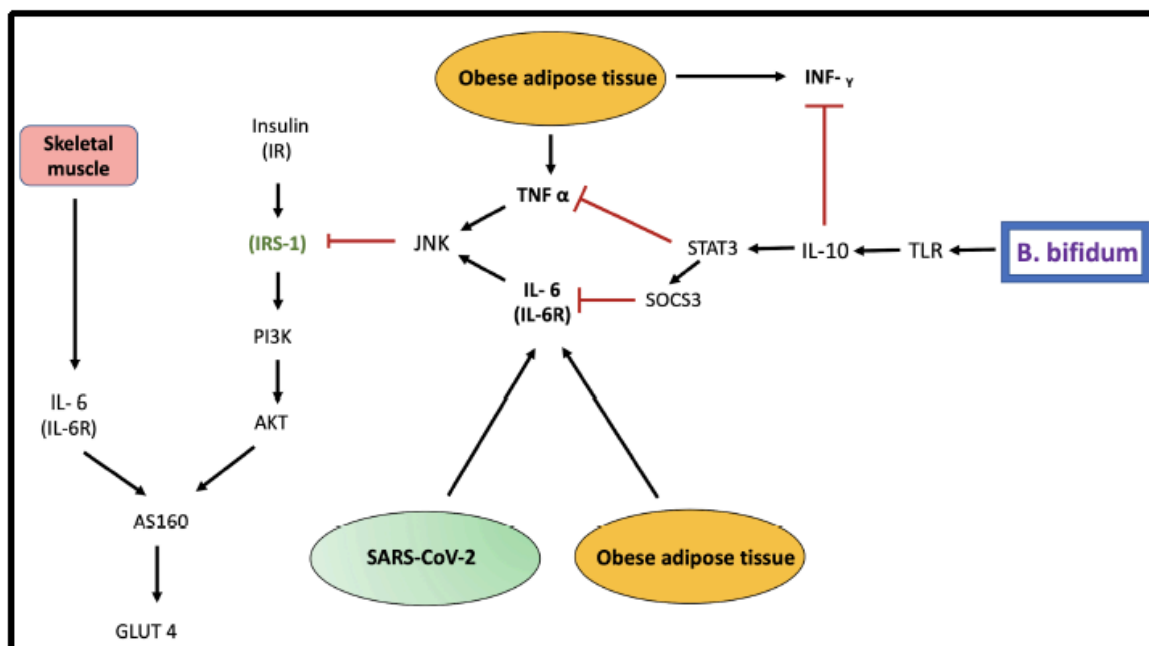 Obese adipose tissue
INF- γ
Skeletal
muscle
Insulin
(IR)
TNF α
(IRS-1)
JNK
STAT3
IL-10
TLR
B. bifidum
IL- 6
(IL-6R)
SOCS3
PI3K
IL- 6
(IL-6R)
AKT
AS160
SARS-CoV-2
Obese adipose tissue
GLUT 4